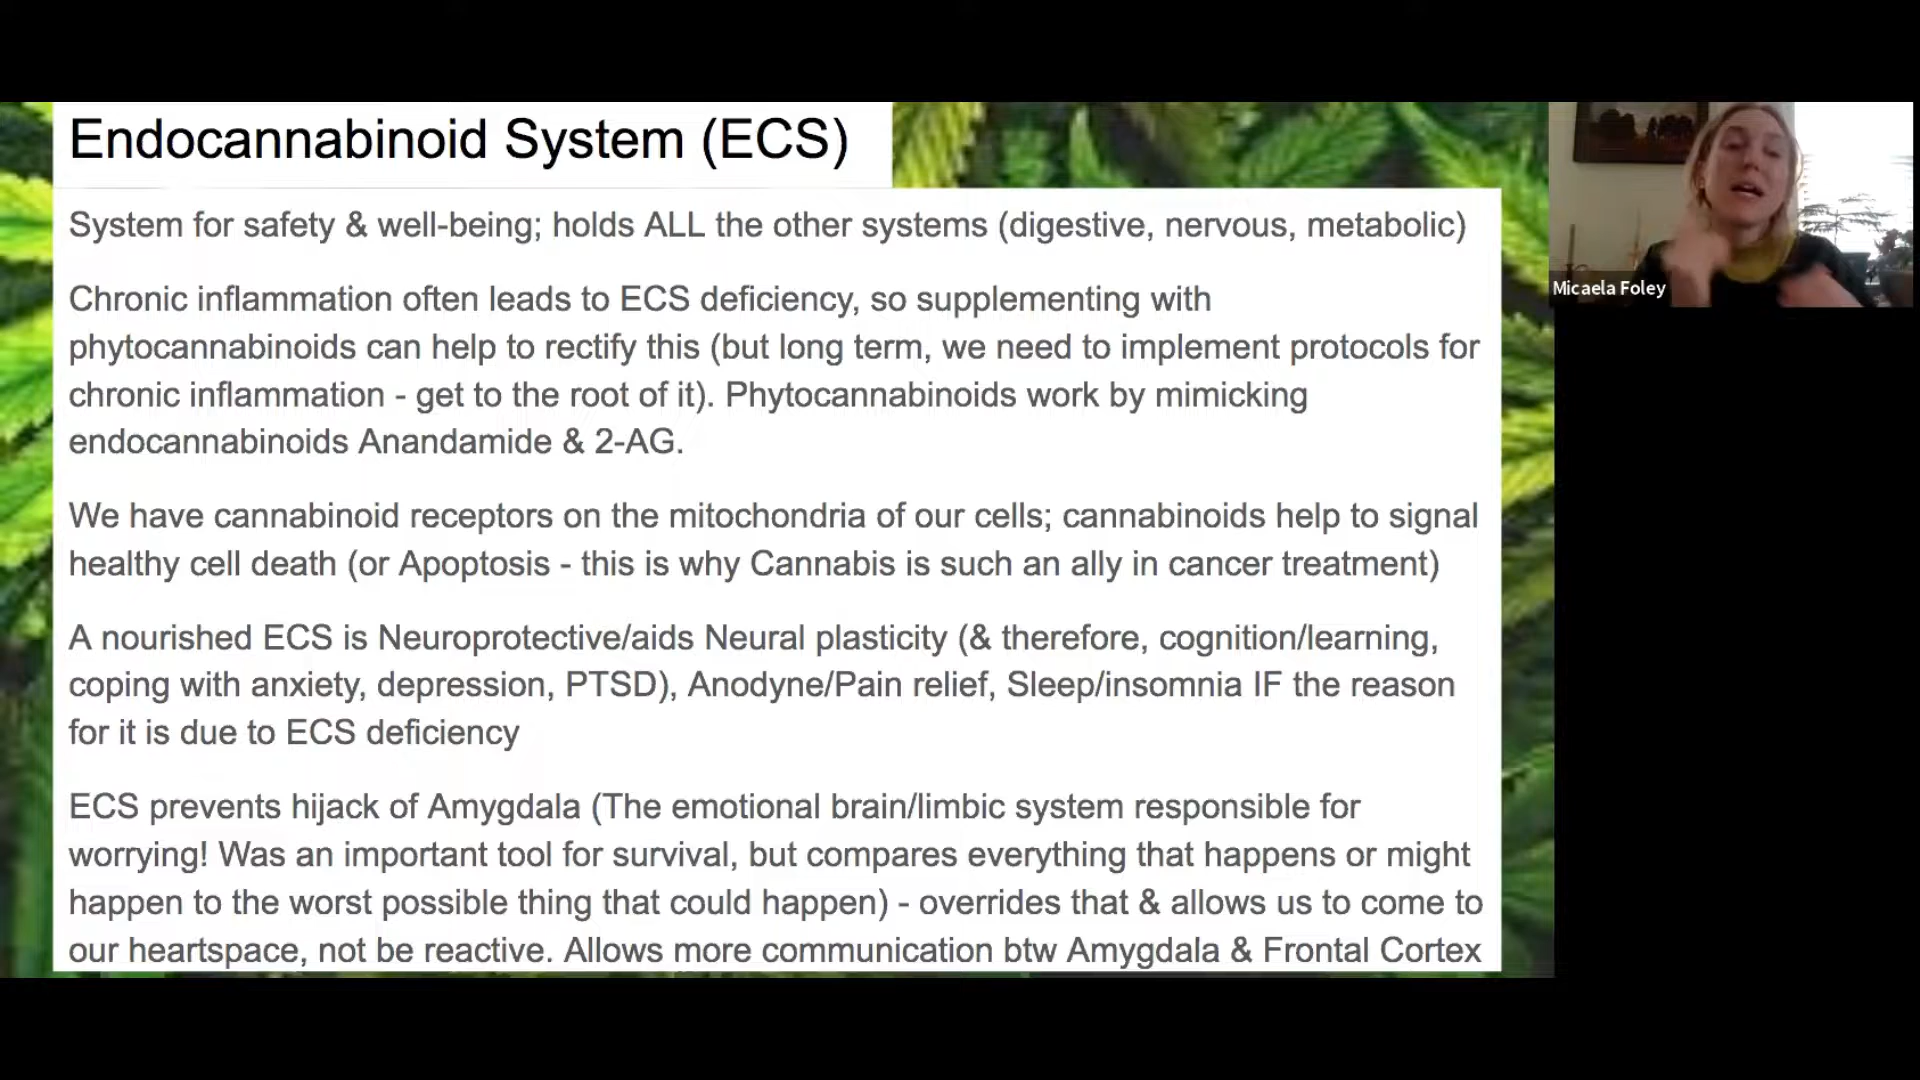 Endocannabinoid System (ECS)
System for safety & well-being; holds ALL the other systems (digestive, nervous, metabolic)
Chronic inflammation often leads to ECS deficiency, so supplementing with
phytocannabinoids can help to rectify this (but long term, we need to implement protocols for
chronic inflammation - get to the root of it). Phytocannabinoids work by mimicking
endocannabinoids Anandamide & 2-AG.
We have cannabinoid receptors on the mitochondria of our cells; cannabinoids help to signal
healthy cell death (or Apoptosis - this is why Cannabis is such an ally in cancer treatment)
A nourished ECS is Neuroprotective/aids Neural plasticity (& therefore, cognition/learning,
coping with anxiety, depression, PTSD), Anodyne/Pain relief, Sleep/insomnia IF the reason
for it is due to ECS deficiency
ECS prevents hijack of Amygdala (The emotional brain/limbic system responsible for
worrying! Was an important tool for survival, but compares everything that happens or might
happen to the worst possible thing that could happen) - overrides that & allows us to come to
our heartspace, not be reactive. Allows more communication btw Amygdala & Frontal Cortex
Micaela Foley